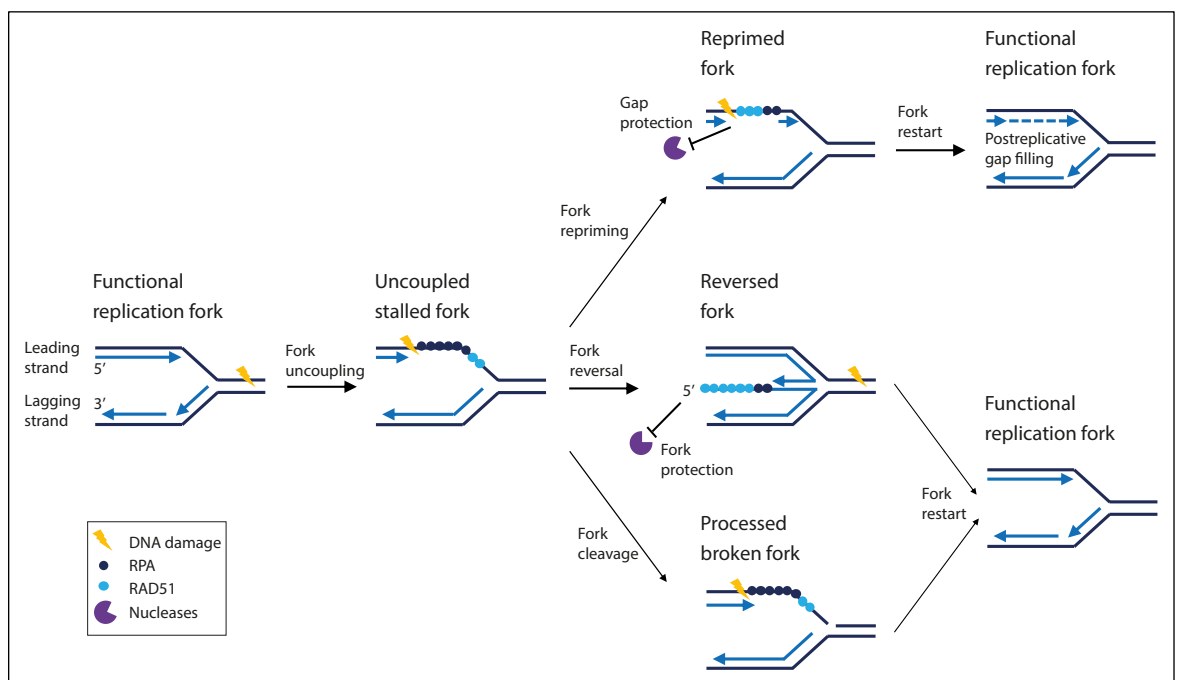 Reprimed
fork
Functional
replication fork
Gap
protection
Fork
restart
Postreplicative
gap filling
Fork
repriming
Functional
replication fork
Uncoupled
stalled fork
Reversed
fork
Leading
strand
5′
Fork
uncoupling
Fork
reversal
5′
Lagging
strand
3′
Functional
replication fork
Fork
protection
Fork
restart
Fork
cleavage
Processed
broken fork
DNA damage
RPA
RAD51
Nucleases